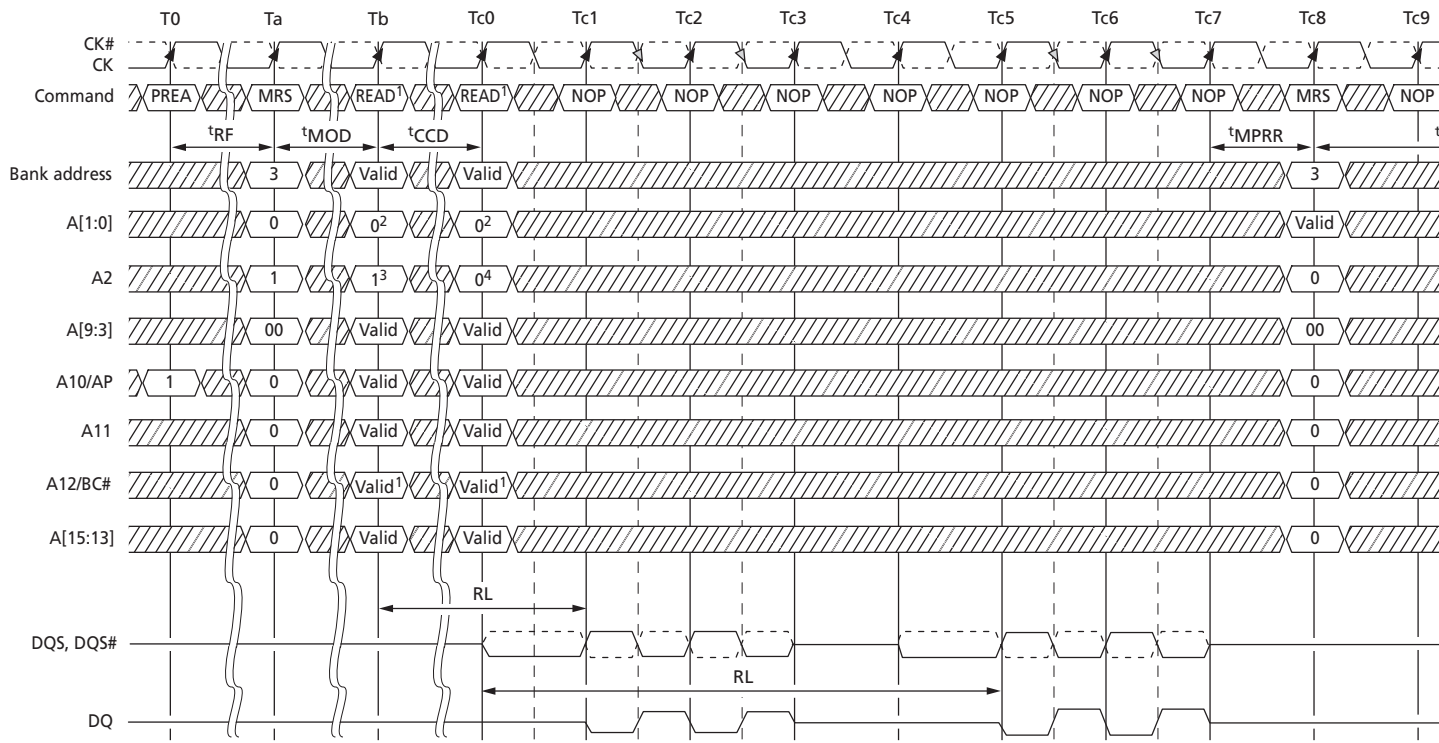 T0 Ta Tb Tc0 Tc1 Tc2 Tc3 Tc4 Tc5 Tc6 Tc7 Tc8 Tc9
CK#
CK
Command PREA MRS READ1 READ1 NOP NOP NOP NOP NOP NOP NOP MRS NOP
tRF tMOD tCCD tMPRR t
Bank address 3 Valid Valid 3
A[1:0] 0 02 02 Valid
A2 1 13 04 0
A[9:3] 00 Valid Valid 00
A10/AP 1 0 Valid Valid 0
A11 0 Valid Valid 0
A12/BC# 0 Valid1 Valid1 0
A[15:13] 0 Valid Valid 0
RL
DQS, DQS#
RL
DQ